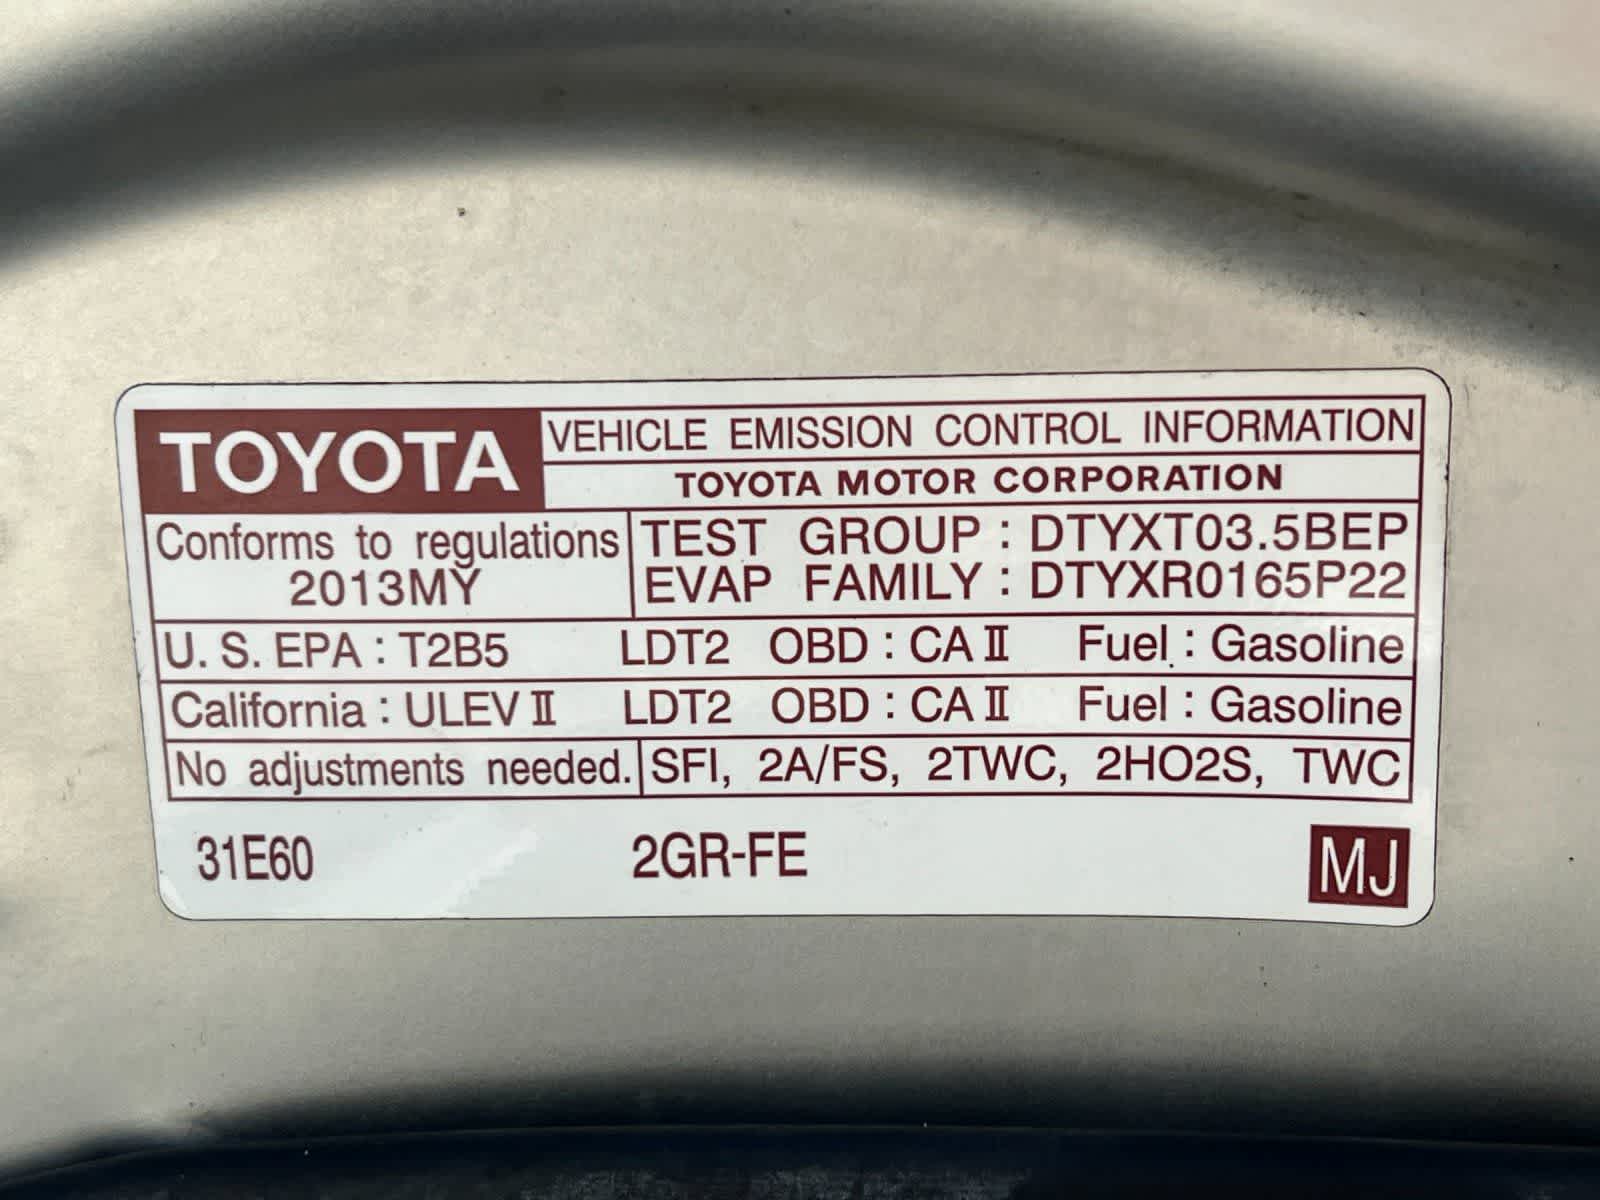 TOYOTA
VEHICLE EMISSION CONTROL INFORMATION
TOYOTA MOTOR CORPORATION
Conforms to regulations
2013MY
TEST GROUP : DTYXT03.5BEP
EVAP FAMILY : DTYXR0165P22
U. S. EPA : T2B5 LDT2 OBD : CA II Fuel : Gasoline
California : ULEV II LDT2 OBD : CA II Fuel : Gasoline
No adjustments needed. SFI, 2A/FS, 2TWC, 2HO2S, TWC
31E60 2GR-FE MJ